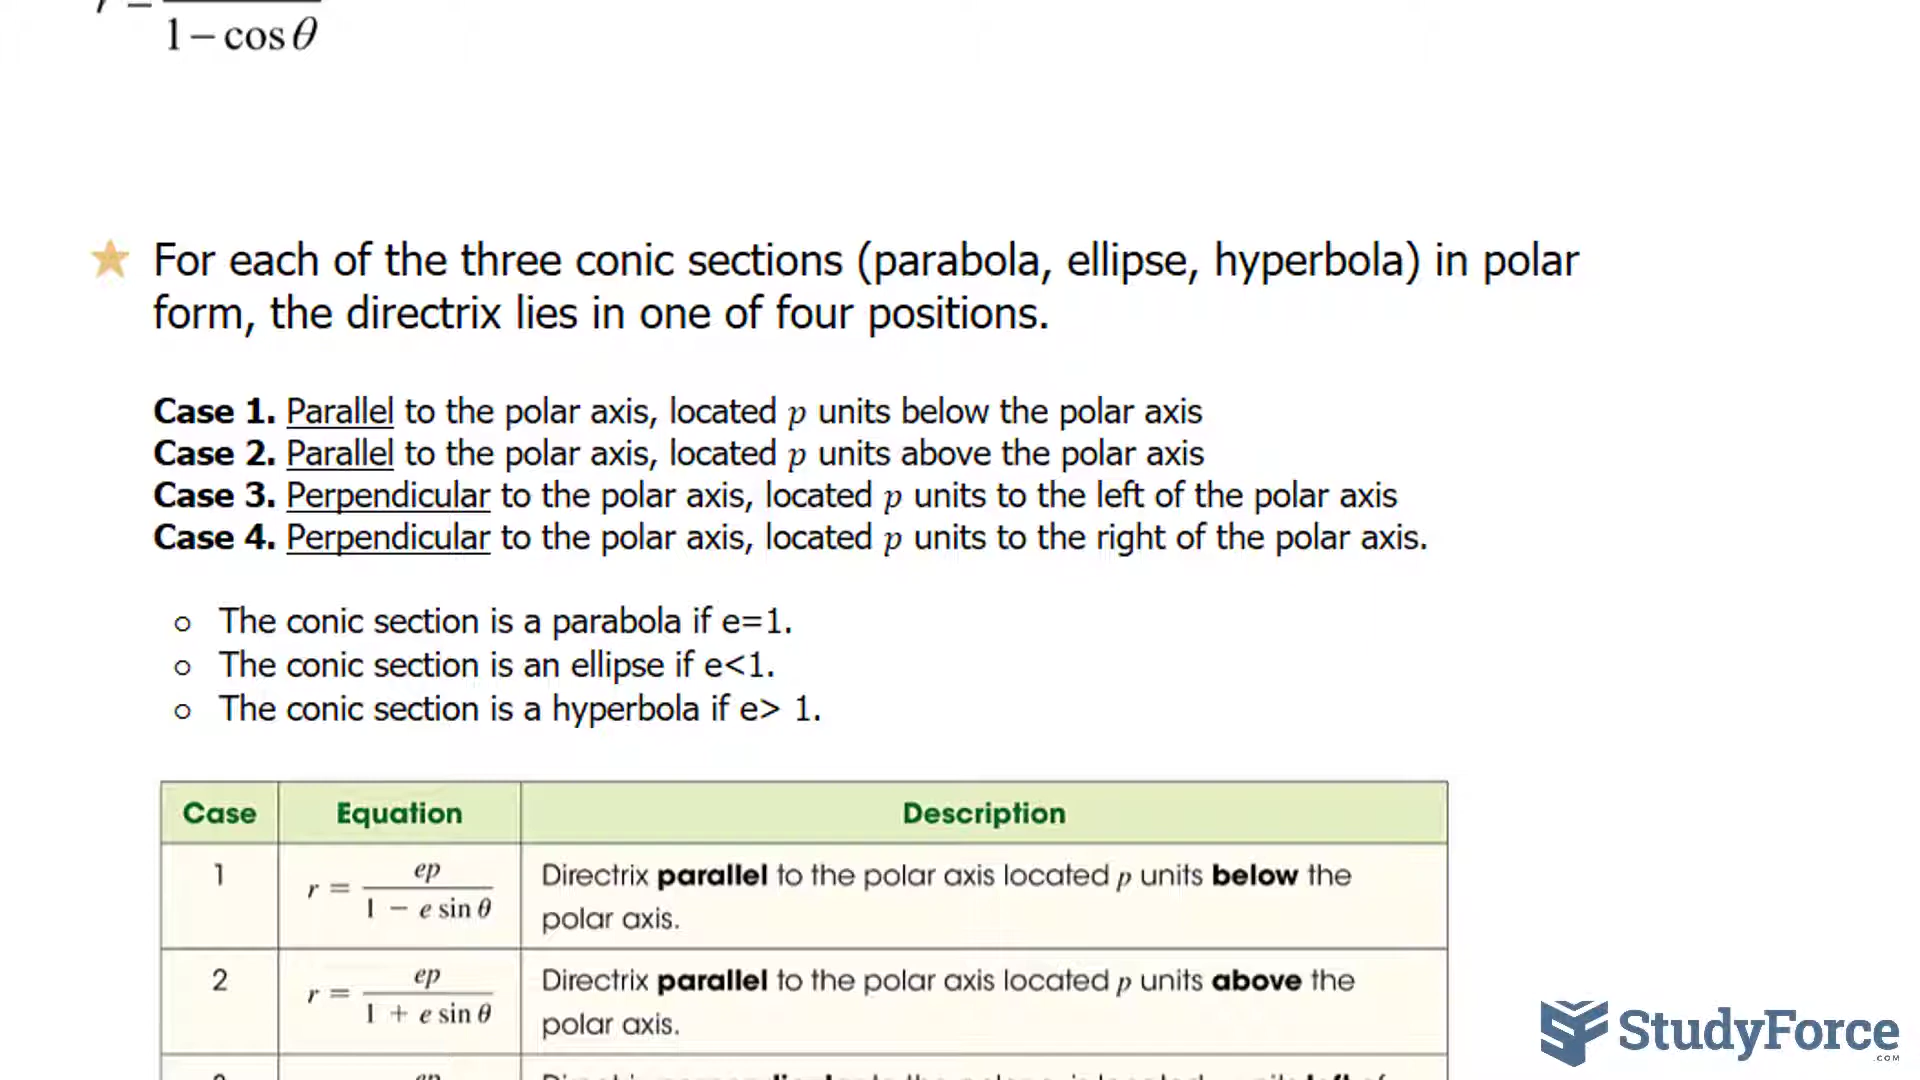 1 − cos θ
For each of the three conic sections (parabola, ellipse, hyperbola) in polar
form, the directrix lies in one of four positions.
Case 1. Parallel to the polar axis, located p units below the polar axis
Case 2. Parallel to the polar axis, located p units above the polar axis
Case 3. Perpendicular to the polar axis, located p units to the left of the polar axis
Case 4. Perpendicular to the polar axis, located p units to the right of the polar axis.
○ The conic section is a parabola if e=1.
○ The conic section is an ellipse if e<1.
○ The conic section is a hyperbola if e> 1.
Case Equation Description
1 r = ep / 1 − e sin θ Directrix parallel to the polar axis located p units below the
polar axis.
2 r = ep / 1 + e sin θ Directrix parallel to the polar axis located p units above the
polar axis.
StudyForce
.COM